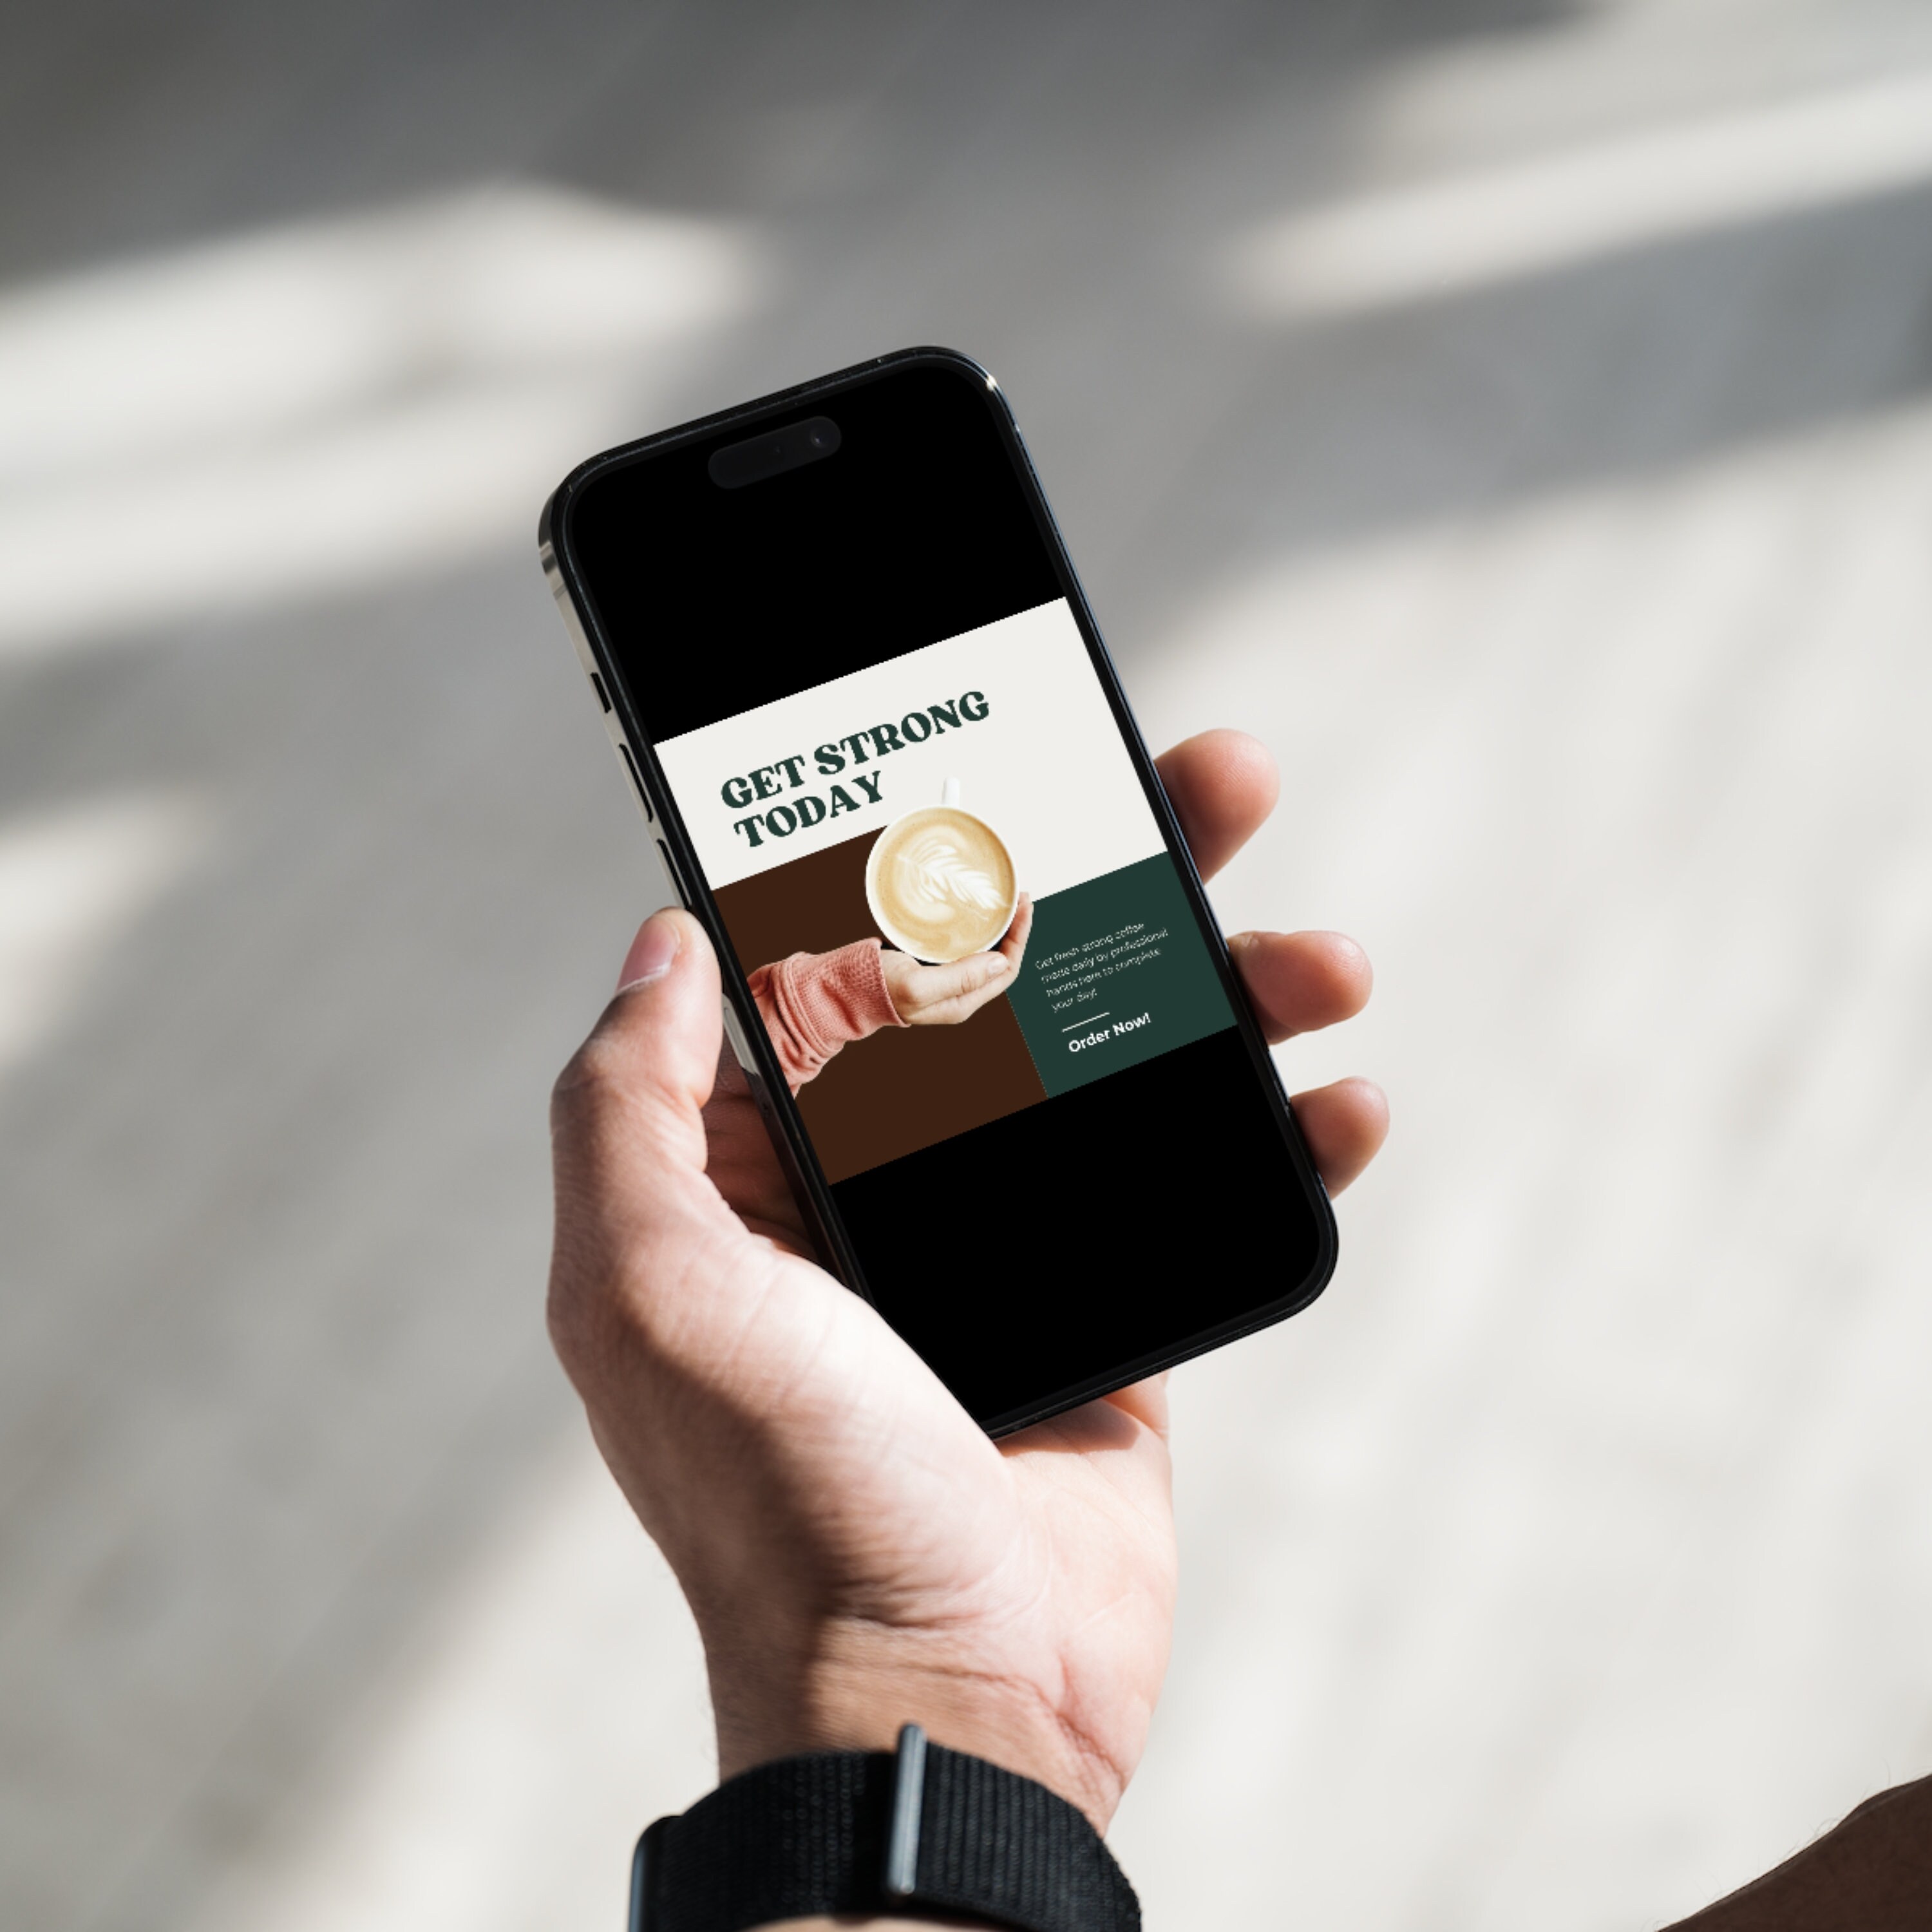 GET STRONG
TODAY
Get fresh strong coffee
made daily by professional
hands here to complete
your day!
Order Now!